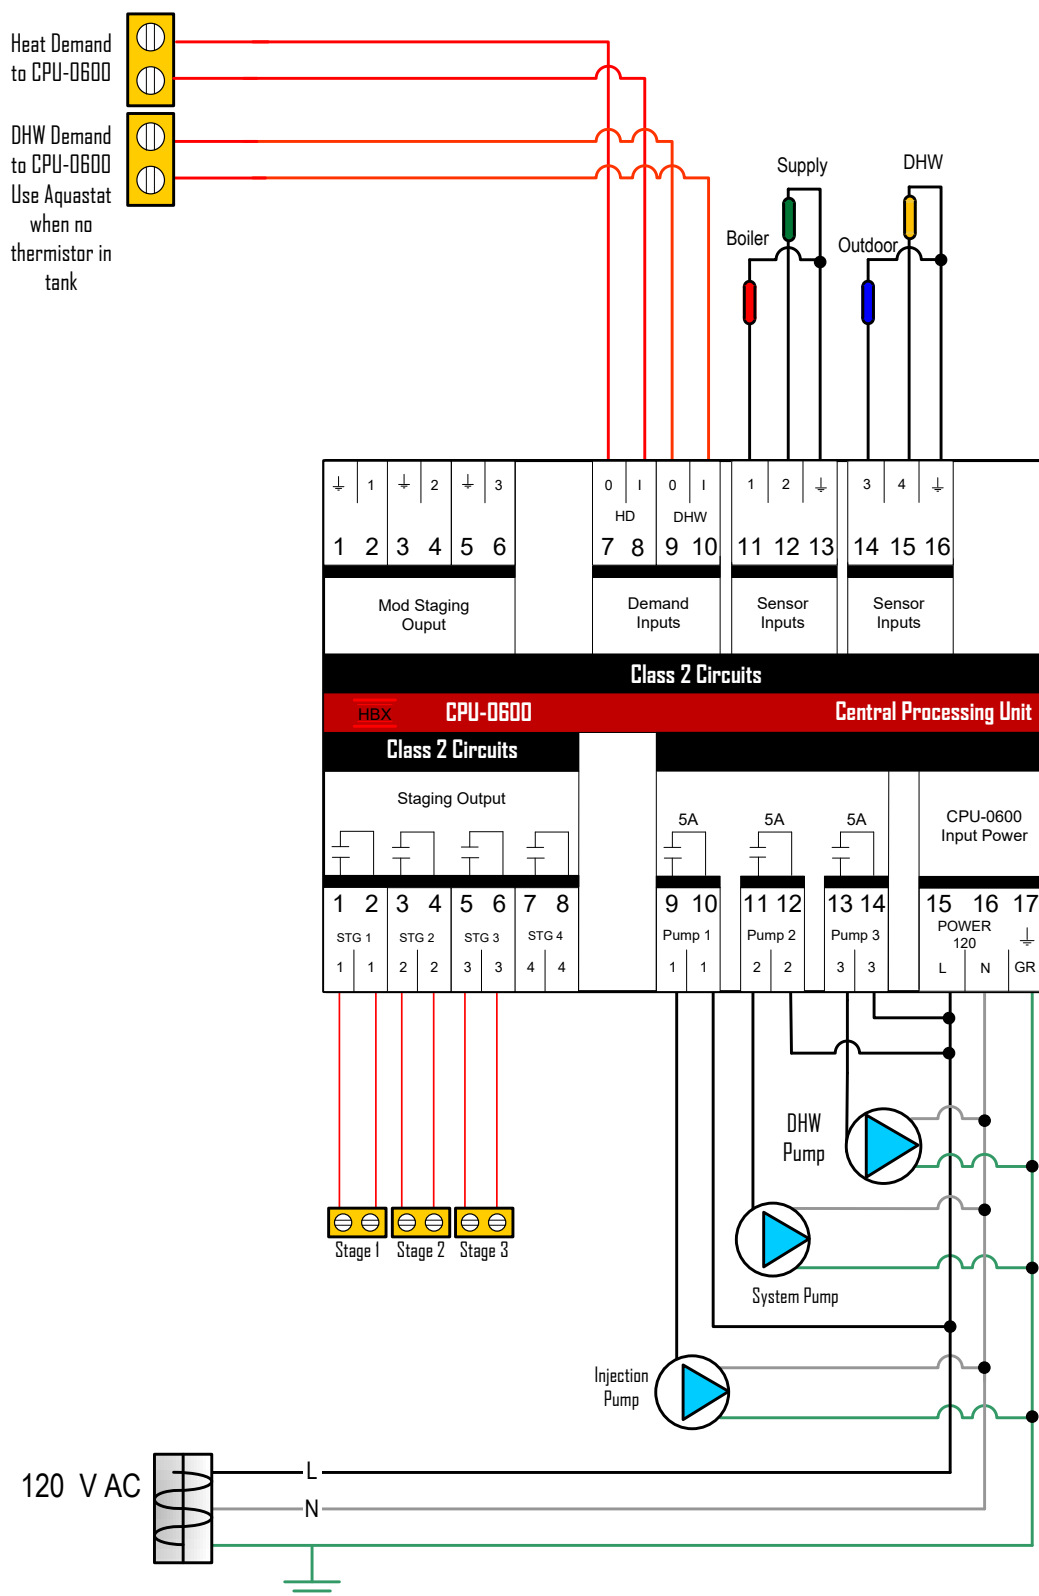 Heat Demand
to CPU-0600
DHW Demand
to CPU-0600
Use Aquastat
when no
thermistor in
tank
Supply
DHW
Boiler
Outdoor
1 2 3
0 I 0 I
1 2
3 4
HD DHW
1 2 3 4 5 6
7 8 9 10
11 12 13
14 15 16
Mod Staging
Ouput
Demand
Inputs
Sensor
Inputs
Sensor
Inputs
Class 2 Circuits
HBX CPU-0600 Central Processing Unit
Class 2 Circuits
Staging Output
5A 5A 5A
CPU-0600
Input Power
1 2 3 4 5 6 7 8
9 10 11 12 13 14
15 16 17
STG 1 STG 2 STG 3 STG 4
Pump 1 Pump 2 Pump 3
POWER
120
1 1 2 2 3 3 4 4
1 1 2 2 3 3
L N GR
DHW
Pump
Stage 1 Stage 2 Stage 3
System Pump
Injection
Pump
120 V AC
L
N